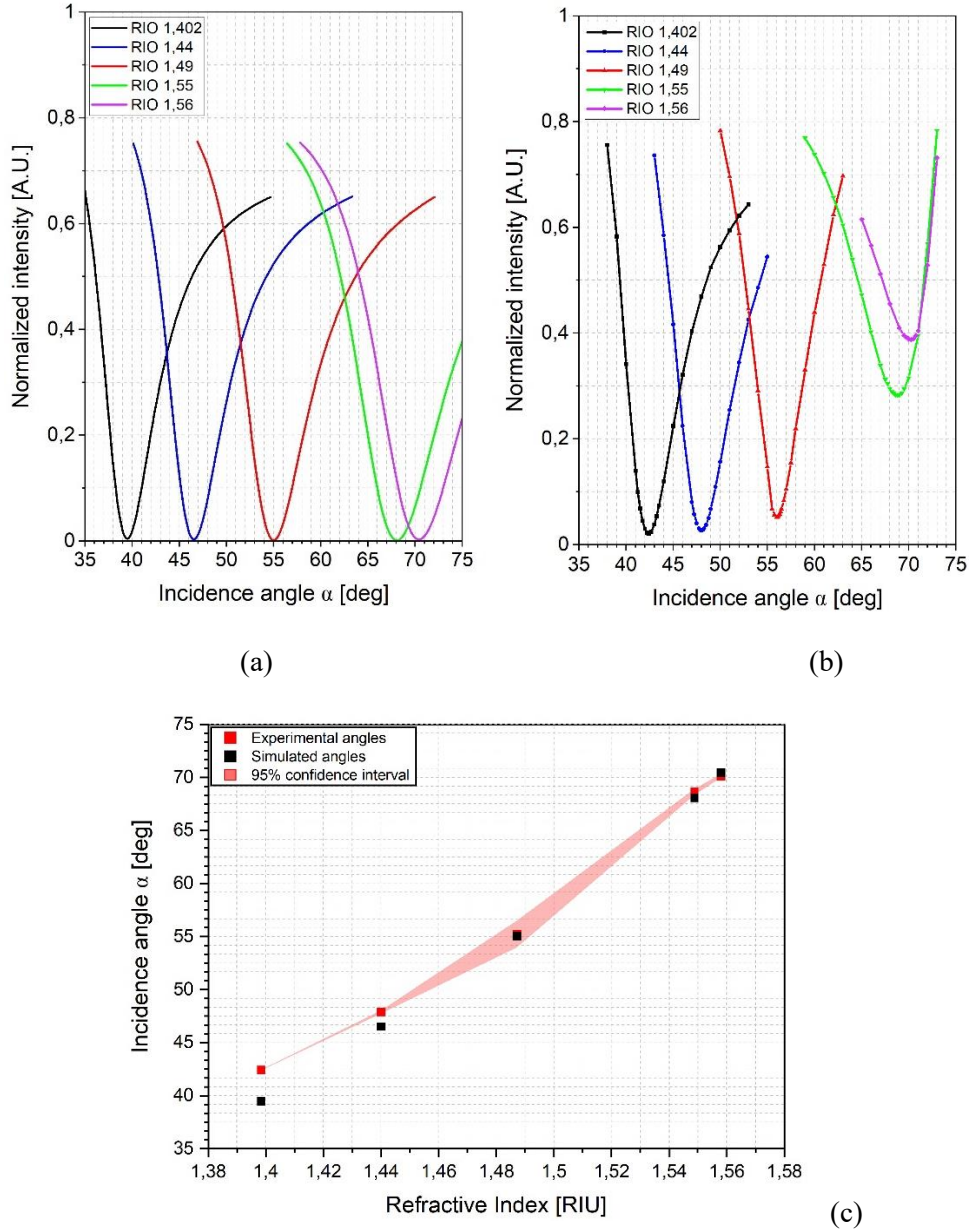 RIO 1,402
RIO 1,44
RIO 1,49
RIO 1,55
RIO 1,56
1
0,8
0,6
0,4
0,2
0
Normalized intensity [A.U.]
35 40 45 50 55 60 65 70 75
Incidence angle α [deg]
(a)
RIO 1,402
RIO 1,44
RIO 1,49
RIO 1,55
RIO 1,56
1
0,8
0,6
0,4
0,2
0
Normalized intensity [A.U.]
35 40 45 50 55 60 65 70 75
Incidence angle α [deg]
(b)
Experimental angles
Simulated angles
95% confidence interval
75
70
65
60
55
50
45
40
35
Incidence angle α [deg]
1,38 1,4 1,42 1,44 1,46 1,48 1,5 1,52 1,54 1,56 1,58
Refractive Index [RIU]
(c)